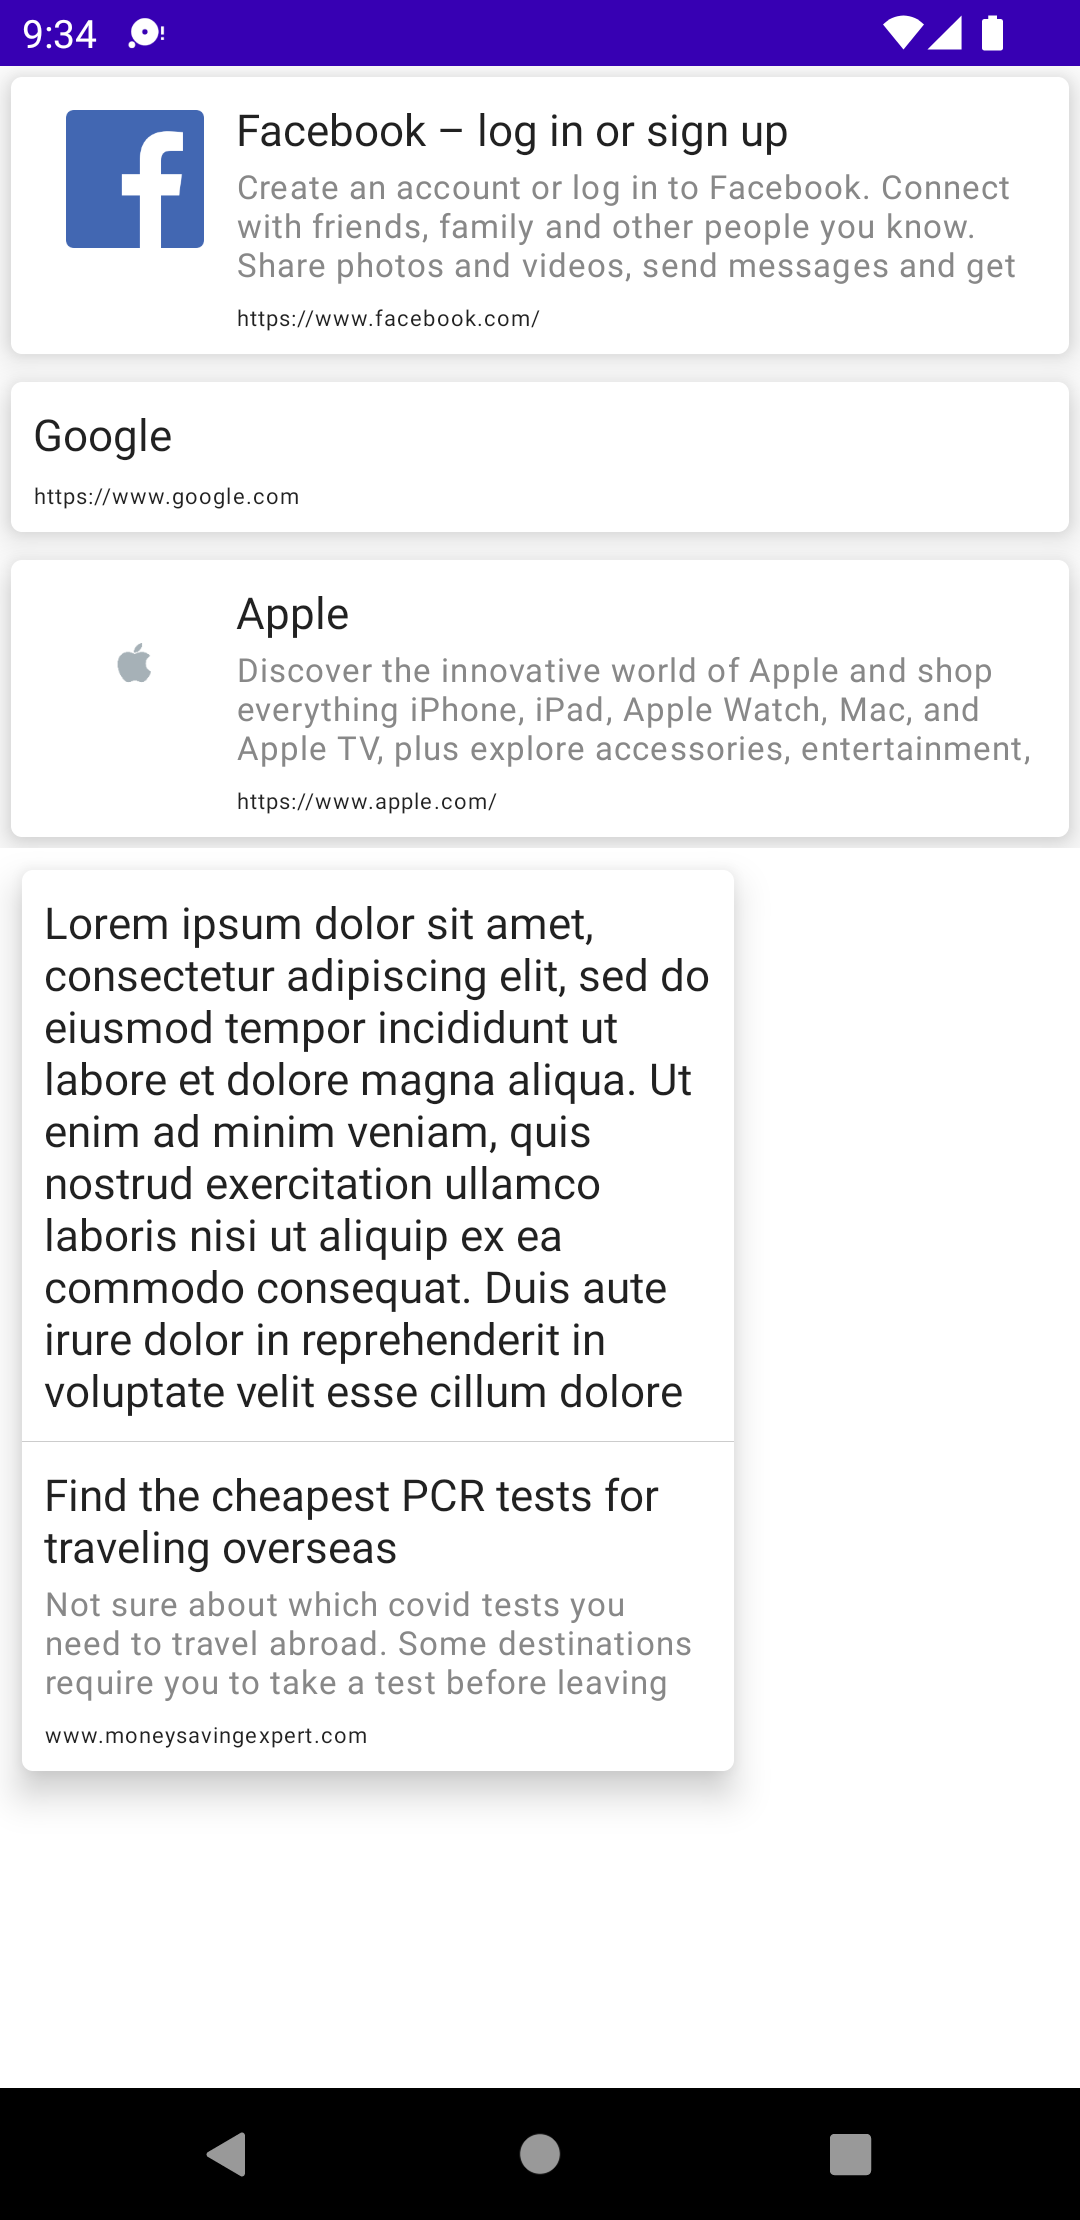 9:34
Facebook – log in or sign up
Create an account or log in to Facebook. Connect
with friends, family and other people you know.
Share photos and videos, send messages and get
https://www.facebook.com/
Google
https://www.google.com
Apple
Discover the innovative world of Apple and shop
everything iPhone, iPad, Apple Watch, Mac, and
Apple TV, plus explore accessories, entertainment,
https://www.apple.com/
Lorem ipsum dolor sit amet,
consectetur adipiscing elit, sed do
eiusmod tempor incididunt ut
labore et dolore magna aliqua. Ut
enim ad minim veniam, quis
nostrud exercitation ullamco
laboris nisi ut aliquip ex ea
commodo consequat. Duis aute
irure dolor in reprehenderit in
voluptate velit esse cillum dolore
Find the cheapest PCR tests for
traveling overseas
Not sure about which covid tests you
need to travel abroad. Some destinations
require you to take a test before leaving
www.moneysavingexpert.com